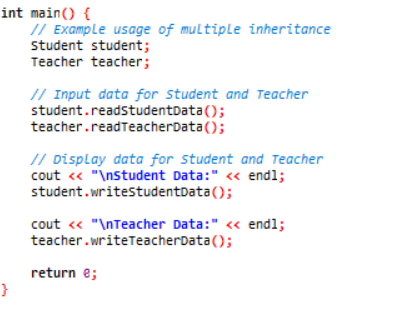 int main() {
// Example usage of multiple inheritance
Student student;
Teacher teacher;
// Input data for Student and Teacher
student.readStudentData();
teacher.readTeacherData();
// Display data for Student and Teacher
cout << "\nStudent Data:" << endl;
student.writeStudentData();
cout << "\nTeacher Data:" << endl;
teacher.writeTeacherData();
return 0;
}